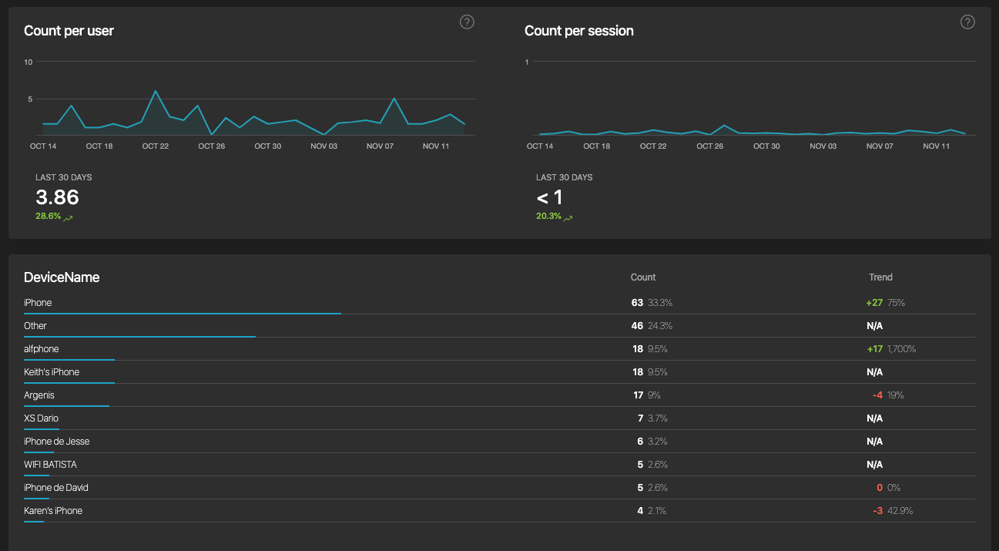 Count per user ?
10
5
OCT 14 OCT 18 OCT 22 OCT 26 OCT 30 NOV 03 NOV 07 NOV 11
LAST 30 DAYS
3.86
28.6%
Count per session ?
1
OCT 14 OCT 18 OCT 22 OCT 26 OCT 30 NOV 03 NOV 07 NOV 11
LAST 30 DAYS
< 1
20.3%
DeviceName Count Trend
iPhone 63 33.3% +27 75%
Other 46 24.3% N/A
alfphone 18 9.5% +17 1,700%
Keith's iPhone 18 9.5% N/A
Argenis 17 9% -4 19%
XS Dario 7 3.7% N/A
iPhone de Jesse 6 3.2% N/A
WIFI BATISTA 5 2.6% N/A
iPhone de David 5 2.6% 0 0%
Karen's iPhone 4 2.1% -3 42.9%